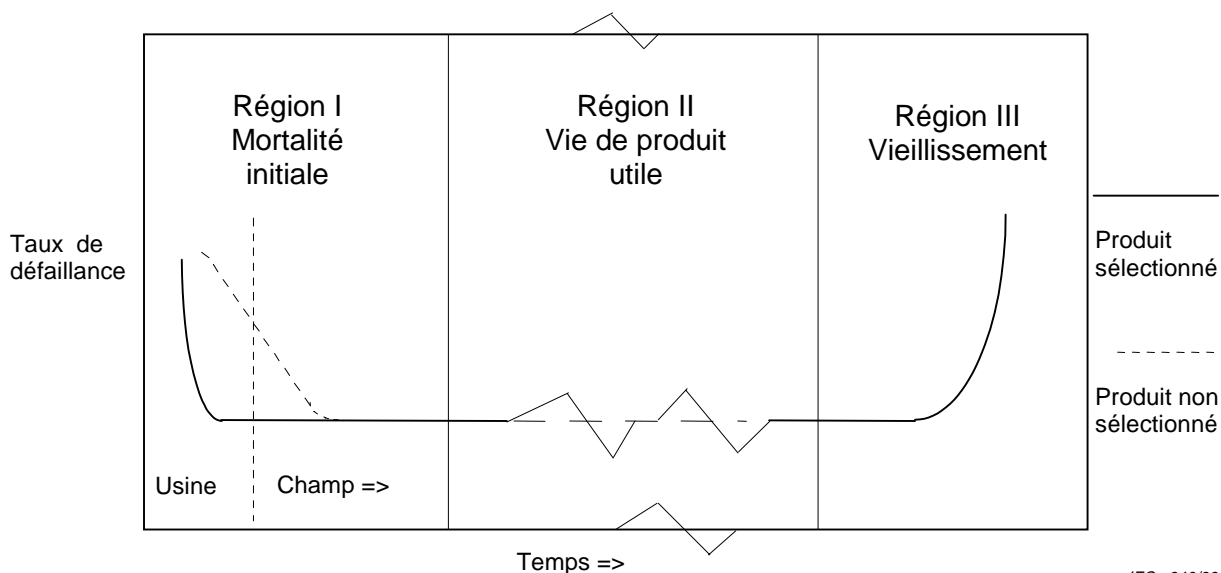 Région I
Mortalité
initiale
Région II
Vie de produit
utile
Région III
Vieillissement
Taux de
défaillance
Produit
sélectionné
Produit non
sélectionné
Usine
Champ =>
Temps =>